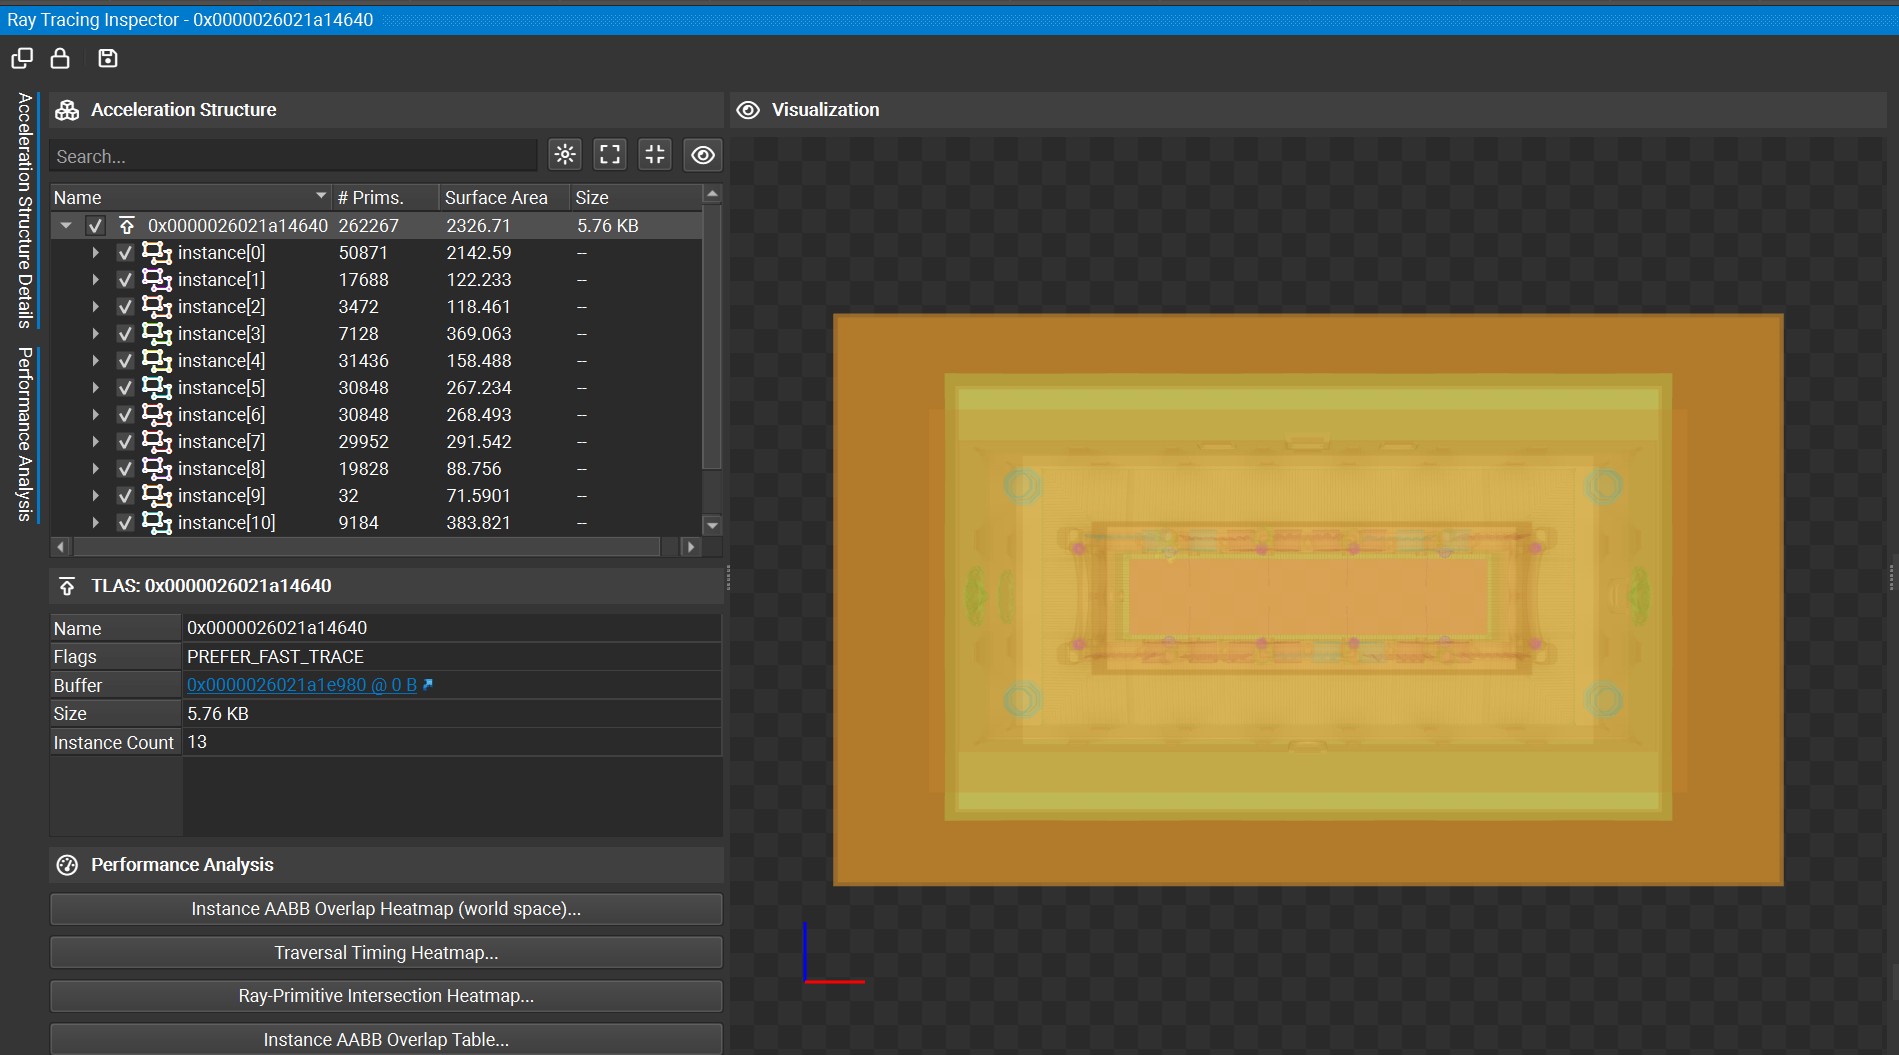 Ray Tracing Inspector - 0x0000026021a14640
Acceleration Structure Details
Performance Analysis
Acceleration Structure
Search...
Name # Prims. Surface Area Size
0x0000026021a14640 262267 2326.71 5.76 KB
instance[0] 50871 2142.59 --
instance[1] 17688 122.233 --
instance[2] 3472 118.461 --
instance[3] 7128 369.063 --
instance[4] 31436 158.488 --
instance[5] 30848 267.234 --
instance[6] 30848 268.493 --
instance[7] 29952 291.542 --
instance[8] 19828 88.756 --
instance[9] 32 71.5901 --
instance[10] 9184 383.821 --
TLAS: 0x0000026021a14640
Name 0x0000026021a14640
Flags PREFER_FAST_TRACE
Buffer 0x0000026021a1e980 @ 0 B
Size 5.76 KB
Instance Count 13
Performance Analysis
Instance AABB Overlap Heatmap (world space)...
Traversal Timing Heatmap...
Ray-Primitive Intersection Heatmap...
Instance AABB Overlap Table...
Visualization